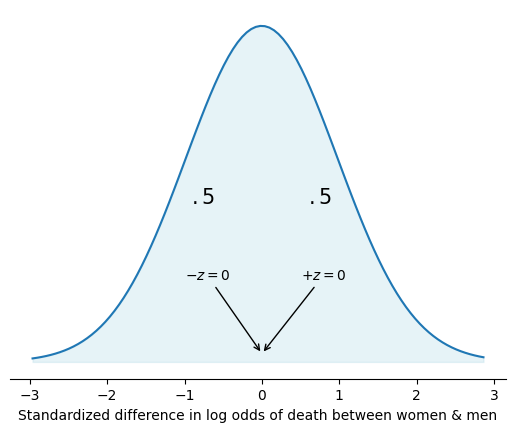 .5 .5
−z = 0 +z = 0
−3 −2 −1 0 1 2 3
Standardized difference in log odds of death between women & men